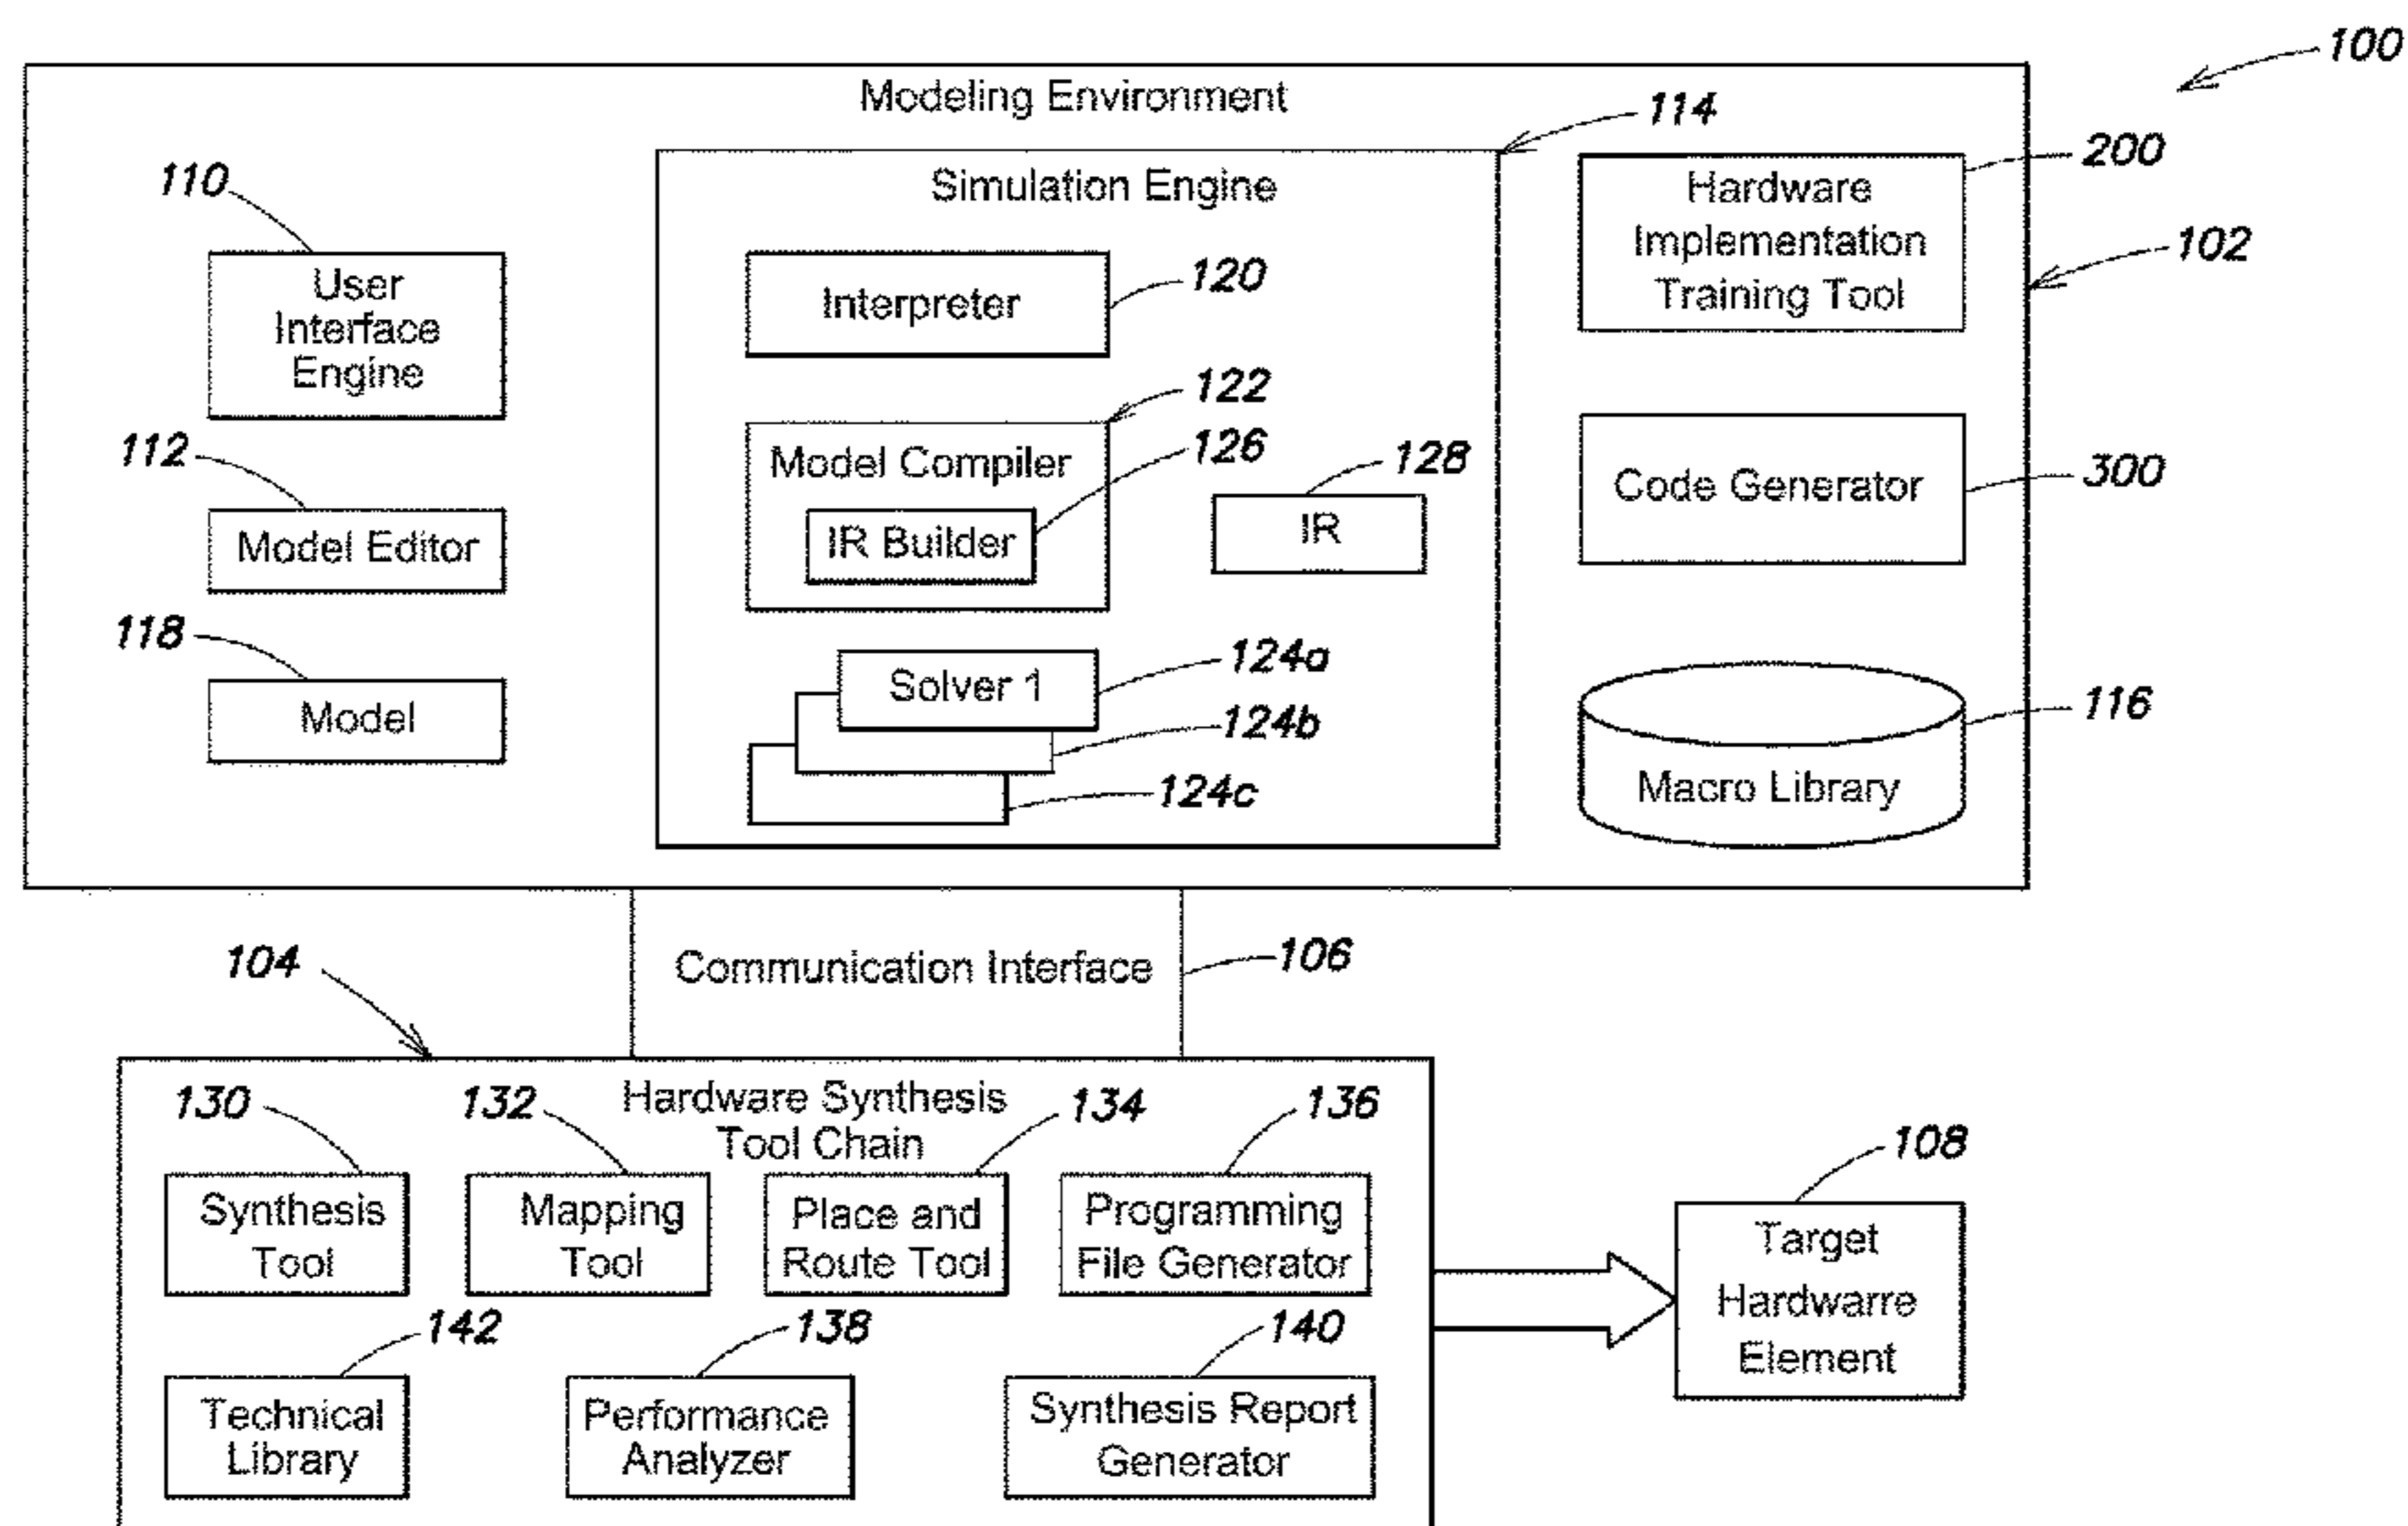 100
Modeling Environment
114
200
110
Simulation Engine
Hardware
Implementation
Training Tool
102
User
Interface
Engine
Interpreter
120
122
112
Model Compiler
126
128
Code Generator
300
Model Editor
IR Builder
IR
118
124a
Model
Solver 1
124b
116
124c
Macro Library
104
Communication Interface
106
130
132
Hardware Synthesis
Tool Chain
134
136
108
Synthesis
Tool
Mapping
Tool
Place and
Route Tool
Programming
File Generator
Target
Hardwarre
Element
142
138
140
Technical
Library
Performance
Analyzer
Synthesis Report
Generator